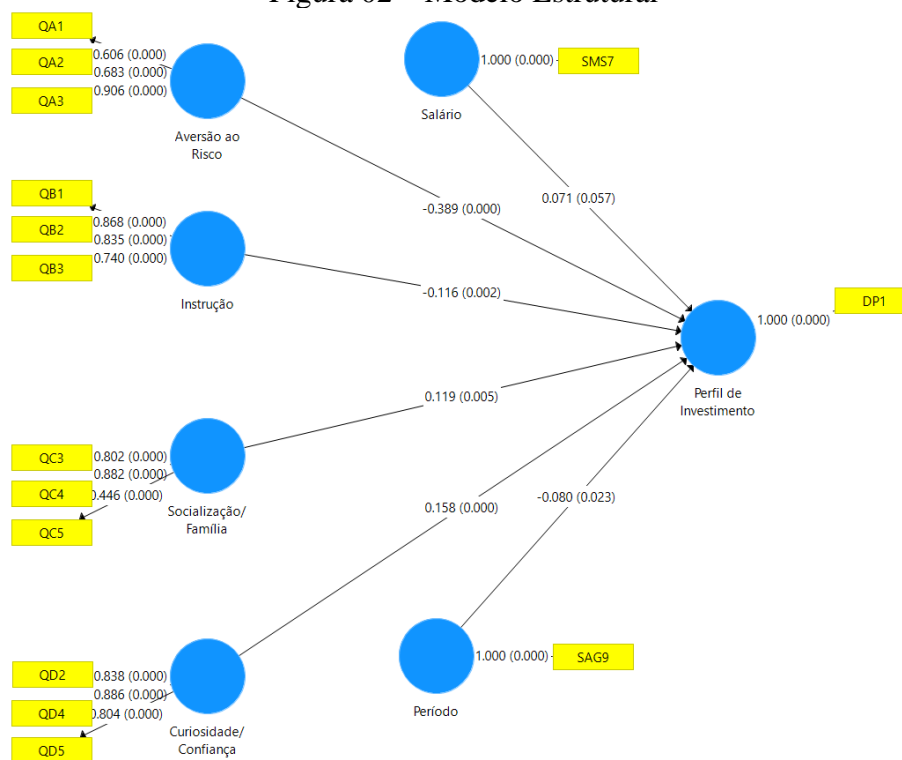 Figura 02 – Modelo Estrutural
QA1
QA2
QA3
0.606 (0.000)
0.683 (0.000)
0.906 (0.000)
Aversão ao
Risco
1.000 (0.000)
SMS7
Salário
QB1
QB2
QB3
0.868 (0.000)
0.835 (0.000)
0.740 (0.000)
Instrução
-0.389 (0.000)
0.071 (0.057)
-0.116 (0.002)
0.119 (0.005)
0.158 (0.000)
-0.080 (0.023)
1.000 (0.000)
DP1
Perfil de
Investimento
QC3
QC4
QC5
0.802 (0.000)
0.882 (0.000)
0.446 (0.000)
Socialização/
Família
QD2
QD4
QD5
0.838 (0.000)
0.886 (0.000)
0.804 (0.000)
Curiosidade/
Confiança
1.000 (0.000)
SAG9
Período